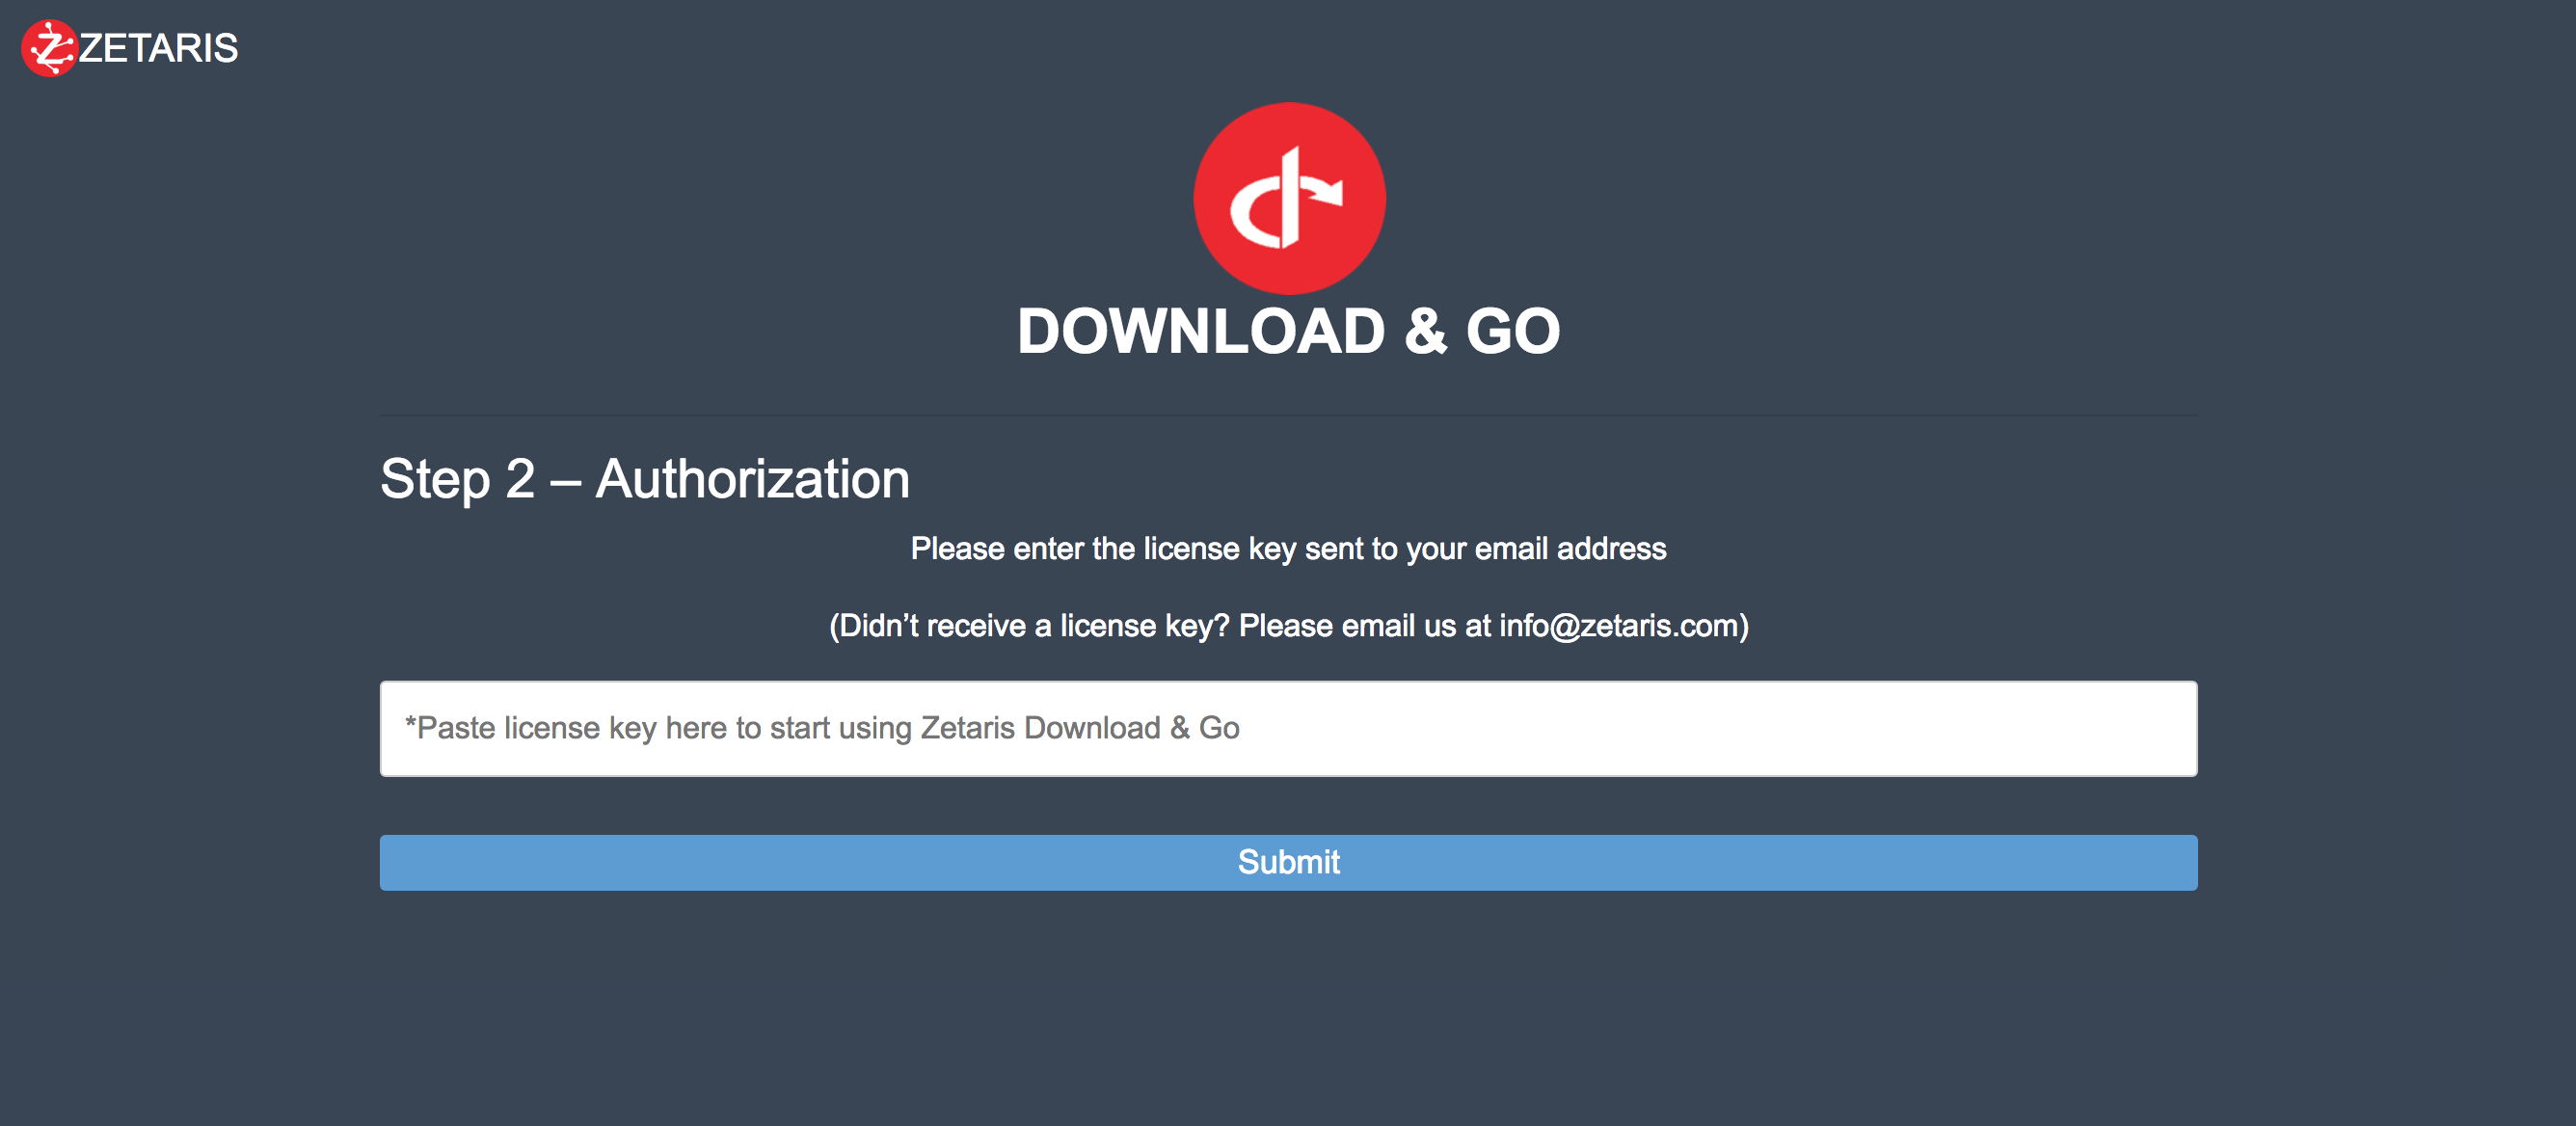 ZETARIS
DOWNLOAD & GO
Step 2 – Authorization
Please enter the license key sent to your email address
(Didn’t receive a license key? Please email us at info@zetaris.com)
*Paste license key here to start using Zetaris Download & Go
Submit